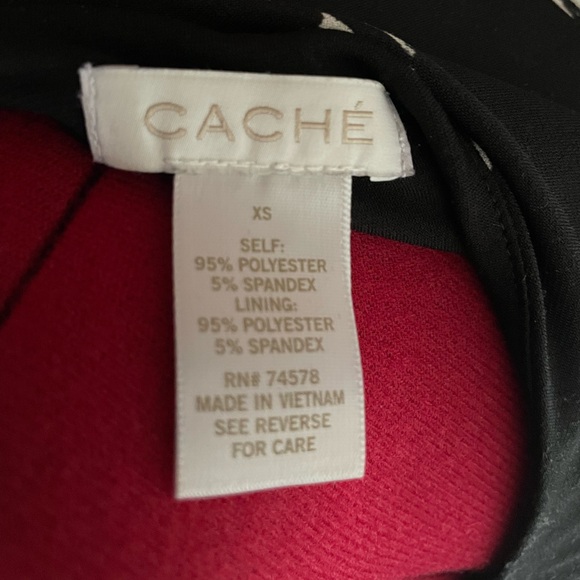 CACHÉ
XS
SELF:
95% POLYESTER
5% SPANDEX
LINING:
95% POLYESTER
5% SPANDEX
RN# 74578
MADE IN VIETNAM
SEE REVERSE
FOR CARE